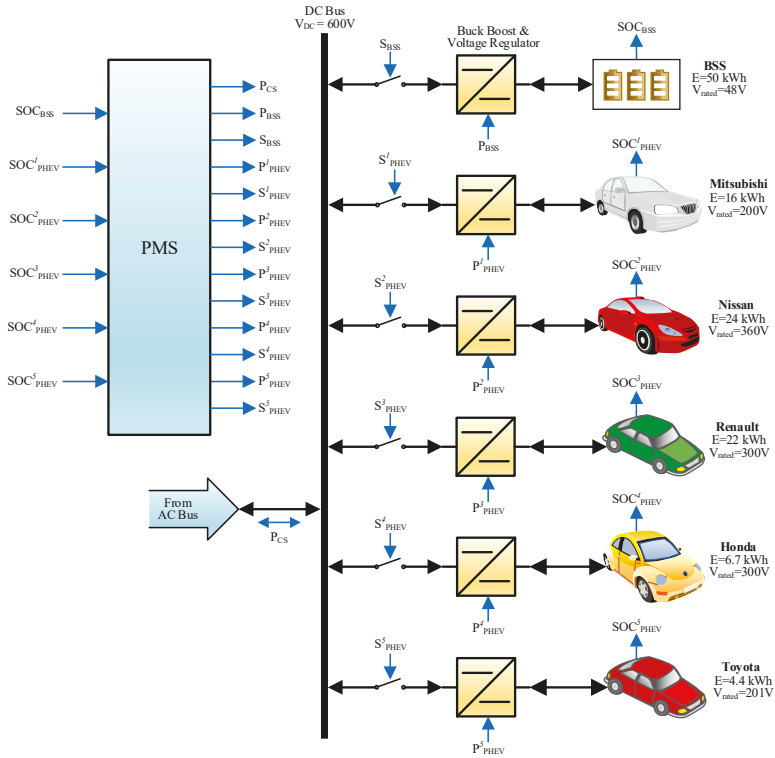 DC Bus
V_DC = 600V
Buck Boost &
Voltage Regulator
PMS
SOC_BSS
SOC^1_PHEV
SOC^2_PHEV
SOC^3_PHEV
SOC^4_PHEV
SOC^5_PHEV
P_CS
P_BSS
S_BSS
P^1_PHEV
S^1_PHEV
P^2_PHEV
S^2_PHEV
P^3_PHEV
S^3_PHEV
P^4_PHEV
S^4_PHEV
P^5_PHEV
S^5_PHEV
From
AC Bus
P_CS
S_BSS
P_BSS
SOC_BSS
BSS
E=50 kWh
V_rated=48V
S^1_PHEV
P^1_PHEV
SOC^1_PHEV
Mitsubishi
E=16 kWh
V_rated=200V
S^2_PHEV
P^2_PHEV
SOC^2_PHEV
Nissan
E=24 kWh
V_rated=360V
S^3_PHEV
P^3_PHEV
SOC^3_PHEV
Renault
E=22 kWh
V_rated=300V
S^4_PHEV
P^4_PHEV
SOC^4_PHEV
Honda
E=6.7 kWh
V_rated=300V
S^5_PHEV
P^5_PHEV
SOC^5_PHEV
Toyota
E=4.4 kWh
V_rated=201V